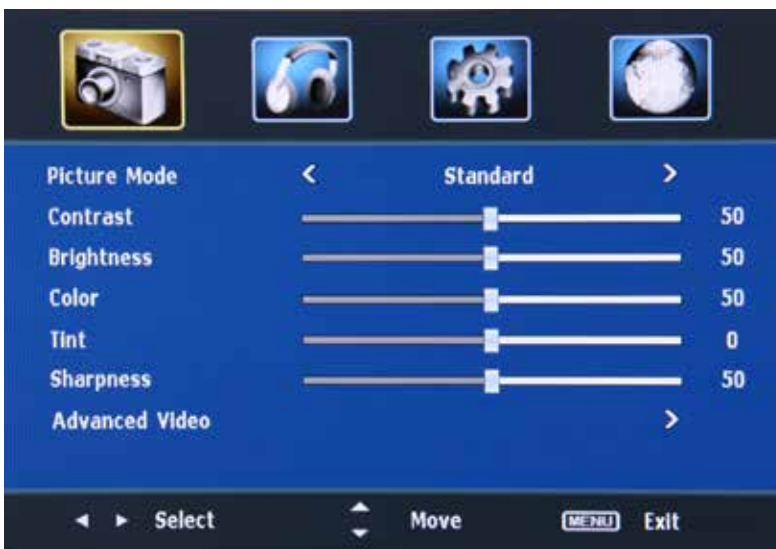 Picture Mode < Standard >
Contrast 50
Brightness 50
Color 50
Tint 0
Sharpness 50
Advanced Video >
Select Move MENU Exit